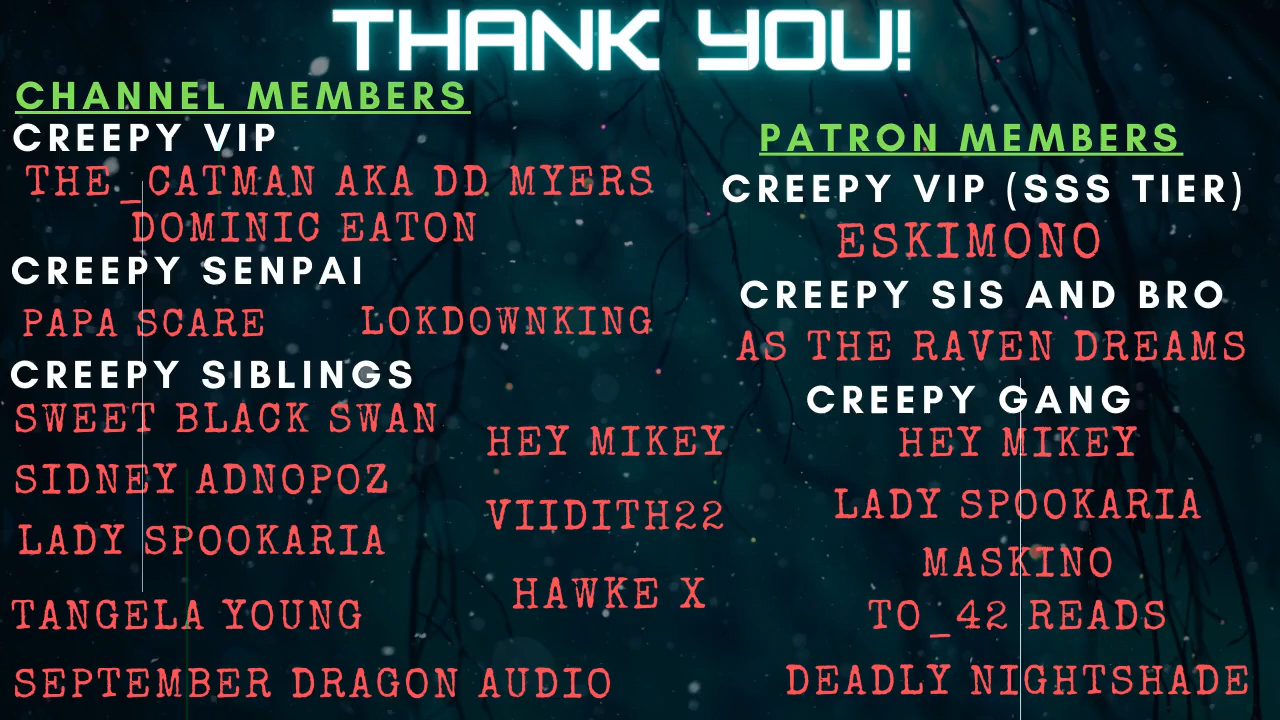 THANK YOU!
CHANNEL MEMBERS
CREEPY VIP
THE_CATMAN AKA DD MYERS
DOMINIC EATON
CREEPY SENPAI
PAPA SCARE LOKDOWNKING
CREEPY SIBLINGS
SWEET BLACK SWAN
SIDNEY ADNOPOZ
LADY SPOOKARIA
TANGELA YOUNG
SEPTEMBER DRAGON AUDIO
HEY MIKEY
VIIDITH22
HAWKE X
PATRON MEMBERS
CREEPY VIP (SSS TIER)
ESKIMONO
CREEPY SIS AND BRO
AS THE RAVEN DREAMS
CREEPY GANG
HEY MIKEY
LADY SPOOKARIA
MASKINO
TO_42 READS
DEADLY NIGHTSHADE